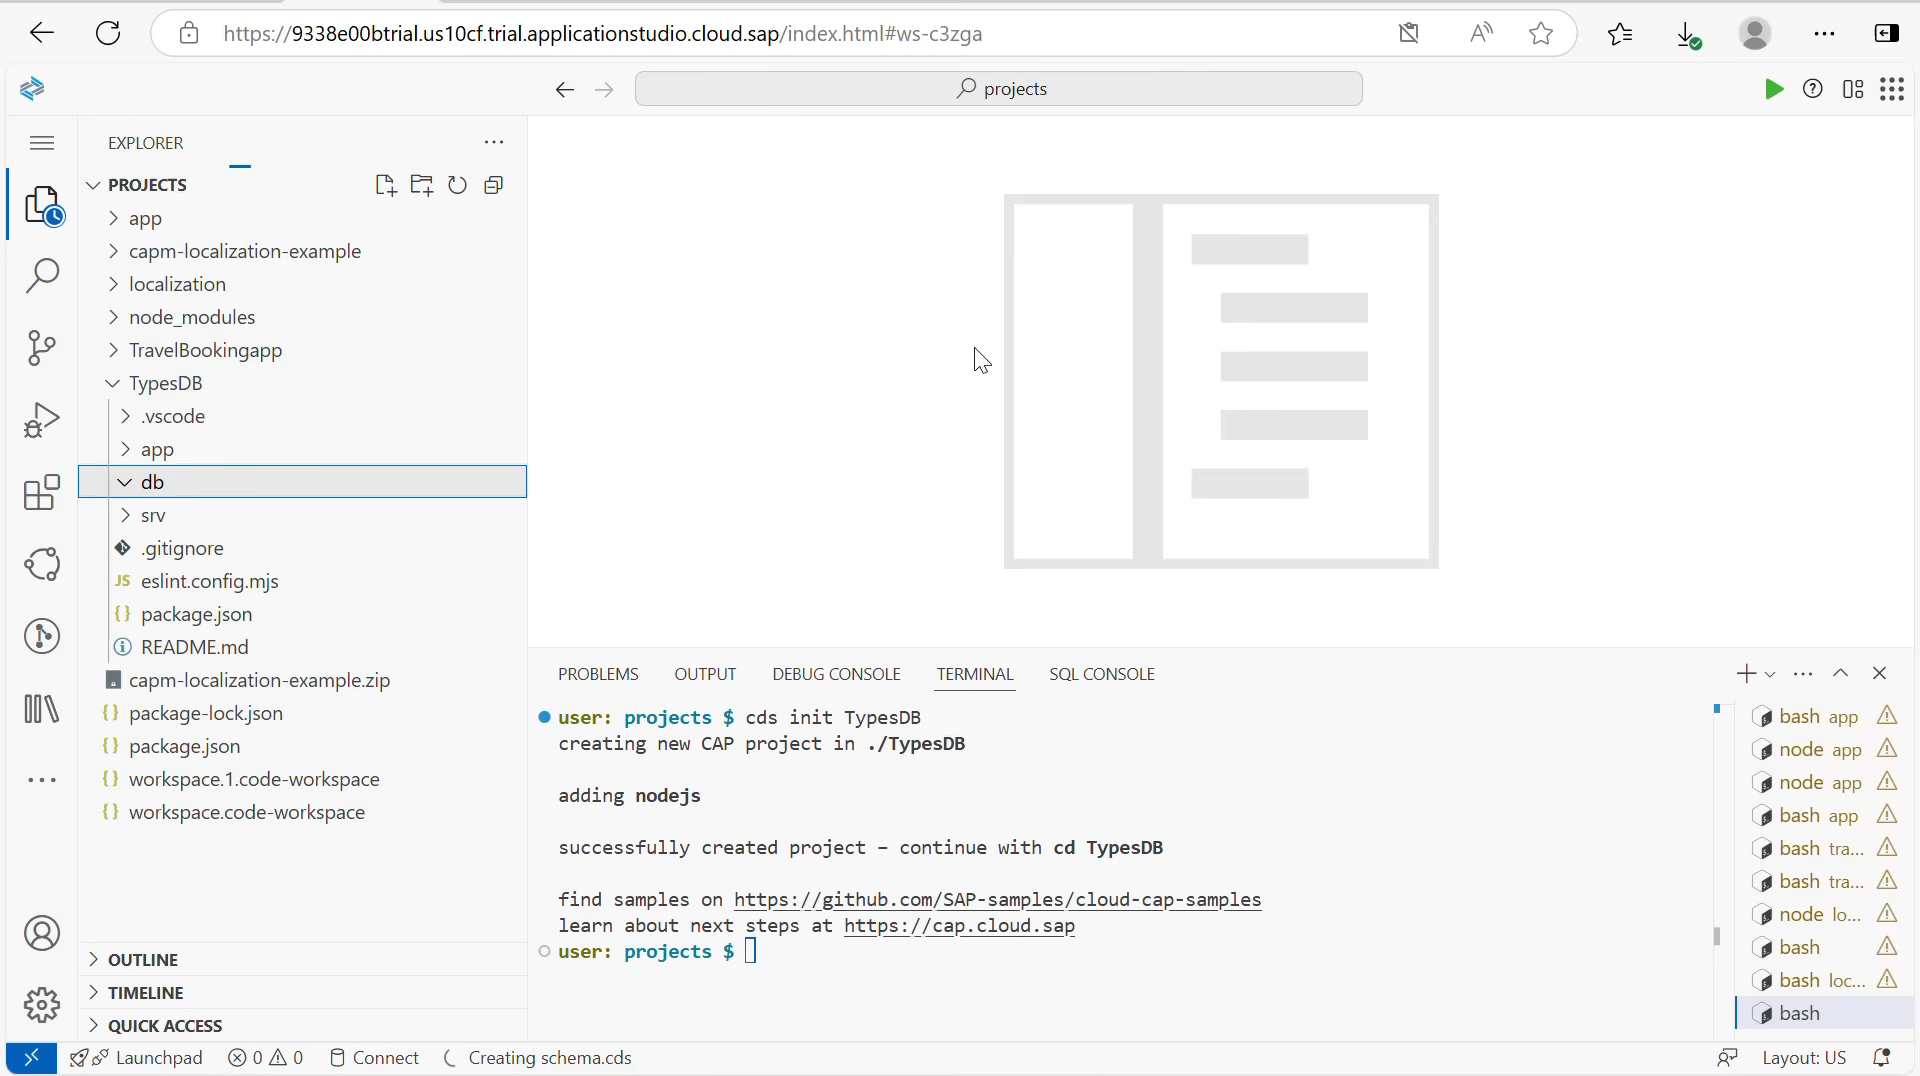 https://9338e00btrial.us10cf.trial.applicationstudio.cloud.sap/index.html#ws-c3zga
projects
EXPLORER
PROJECTS
app
capm-localization-example
localization
node_modules
TravelBookingapp
TypesDB
.vscode
app
db
srv
.gitignore
JS eslint.config.mjs
{} package.json
README.md
capm-localization-example.zip
{} package-lock.json
{} package.json
{} workspace.1.code-workspace
{} workspace.code-workspace
OUTLINE
TIMELINE
QUICK ACCESS
PROBLEMS OUTPUT DEBUG CONSOLE TERMINAL SQL CONSOLE
user: projects $ cds init TypesDB
creating new CAP project in ./TypesDB
adding nodejs
successfully created project – continue with cd TypesDB
find samples on https://github.com/SAP-samples/cloud-cap-samples
learn about next steps at https://cap.cloud.sap
user: projects $
bash app
node app
node app
bash app
bash tra...
bash tra...
node lo...
bash
bash loc...
bash
Launchpad 0 0 Connect Creating schema.cds Layout: US